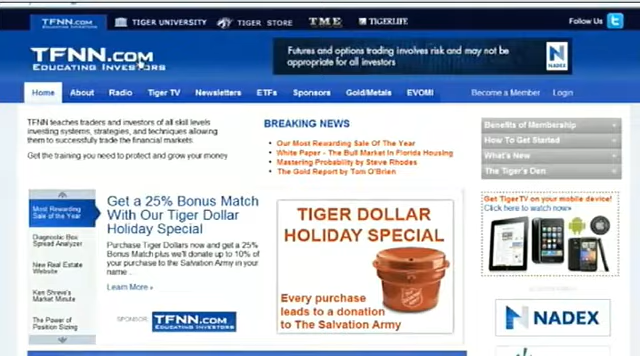 TFNN.COM
EDUCATING INVESTORS
TIGER UNIVERSITY
TIGER STORE
TME
TIGERLIFE
Follow Us
TFNN.COM
EDUCATING INVESTORS
Futures and options trading involves risk and may not be
appropriate for all investors
NADEX
Home
About
Radio
Tiger TV
Newsletters
ETFs
Sponsors
Gold/Metals
EVOMI
Become a Member
Login
TFNN teaches traders and investors of all skill levels
investing systems, strategies, and techniques allowing
them to successfully trade the financial markets.
Get the training you need to protect and grow your money
BREAKING NEWS
Our Most Rewarding Sale Of The Year
White Paper - The Bull Market In Florida Housing
Mastering Probability by Steve Rhodes
The Gold Report by Tom O'Brien
Benefits of Membership
How To Get Started
What's New
The Tiger's Den
Most Rewarding
Sale of the Year
Diagnostic Box
Spread Analyzer
New Real Estate
Website
Ken Shreve's
Market Minute
The Power of
Position Sizing
Get a 25% Bonus Match
With Our Tiger Dollar
Holiday Special
Purchase Tiger Dollars now and get a 25%
Bonus Match plus we'll donate up to 10% of
your purchase to the Salvation Army in your
name .
Learn More
SPONSOR:
TFNN.COM
EDUCATING INVESTORS
TIGER DOLLAR
HOLIDAY SPECIAL
Every purchase
leads to a donation
to The Salvation Army
Get TigerTV on your mobile device!
Click here to watch now
NADEX